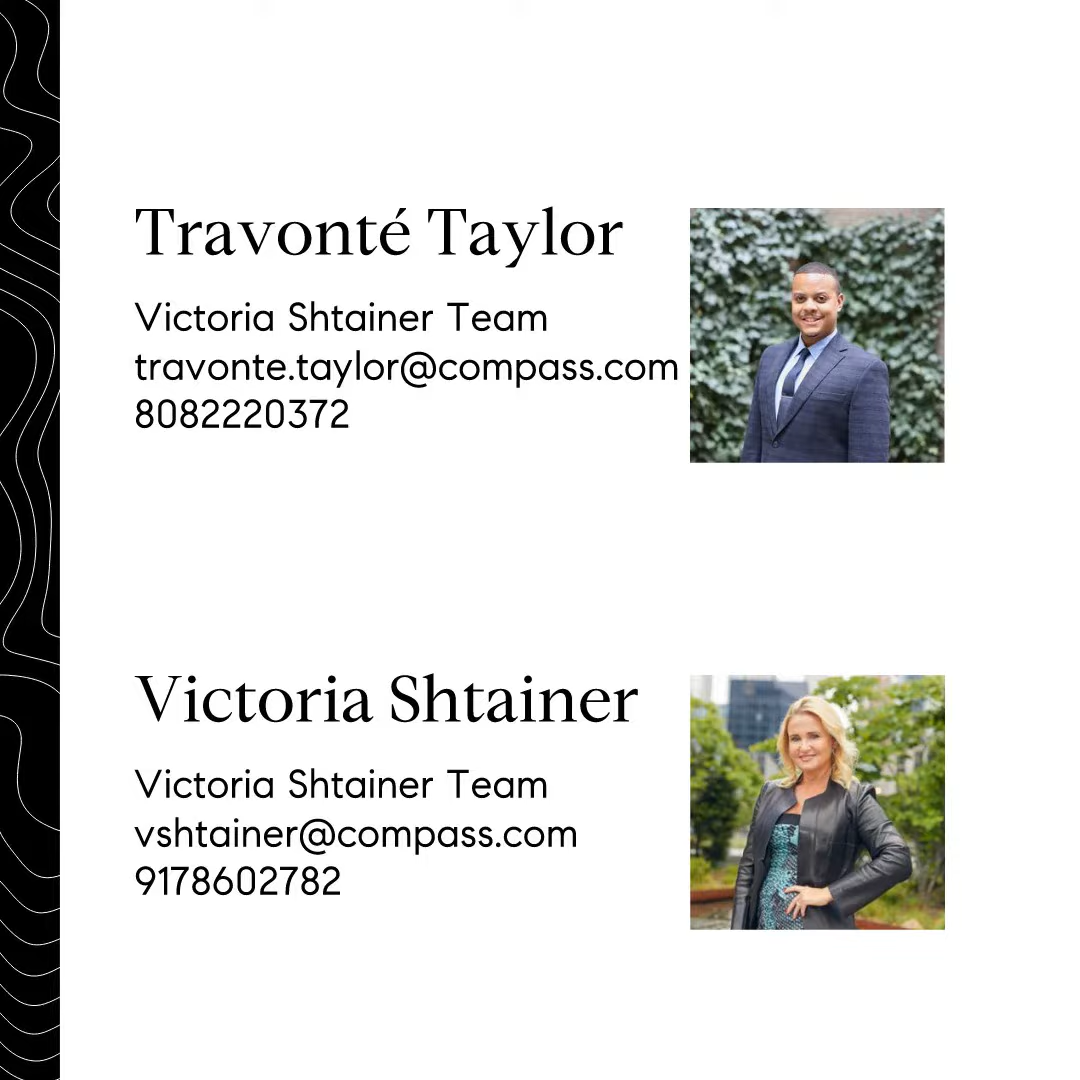 Travonté Taylor
Victoria Shtainer Team
travonte.taylor@compass.com
8082220372
Victoria Shtainer
Victoria Shtainer Team
vshtainer@compass.com
9178602782